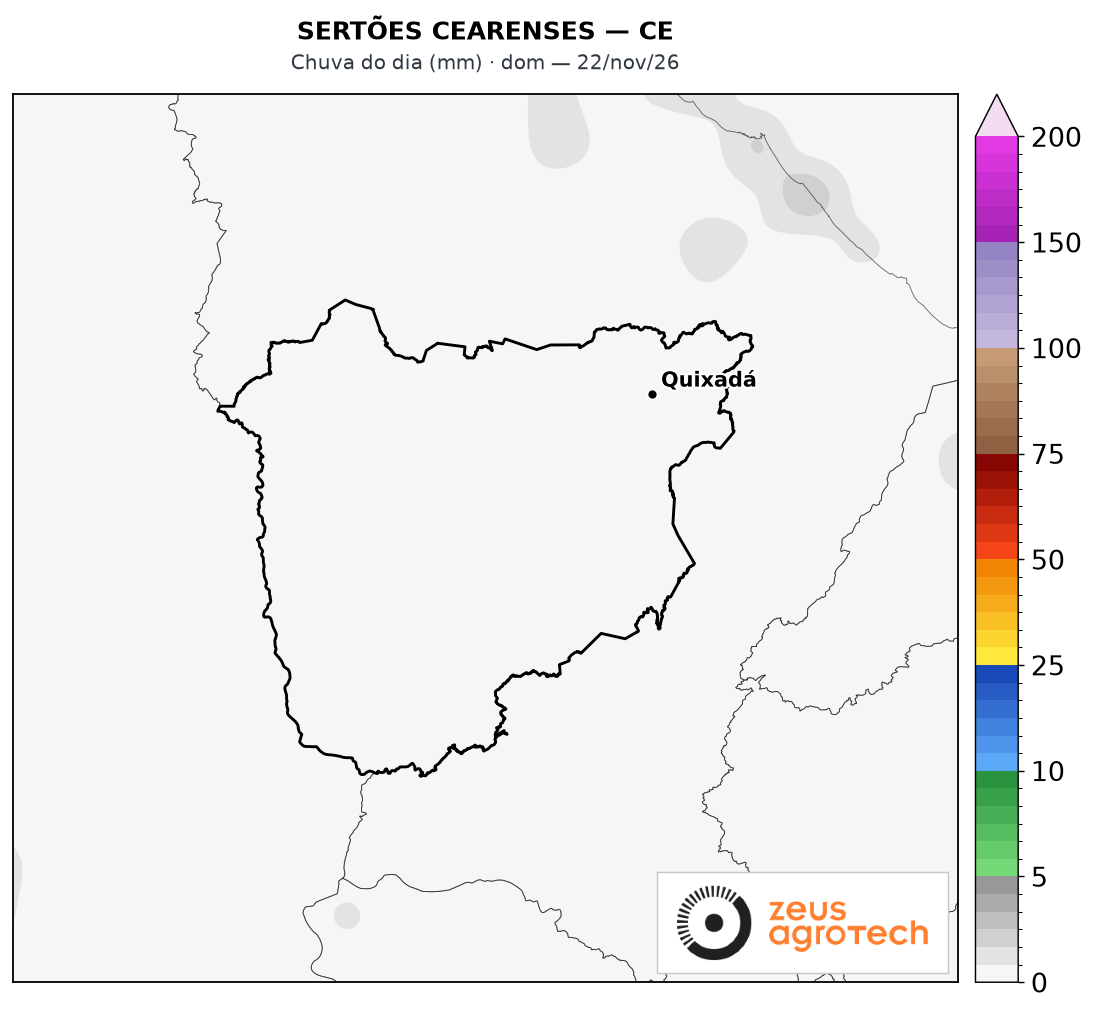 SERTÕES CEARENSES — CE
Chuva do dia (mm) · dom — 22/nov/26
Quixadá
200
150
100
75
50
25
10
5
0
zeus
agrotech